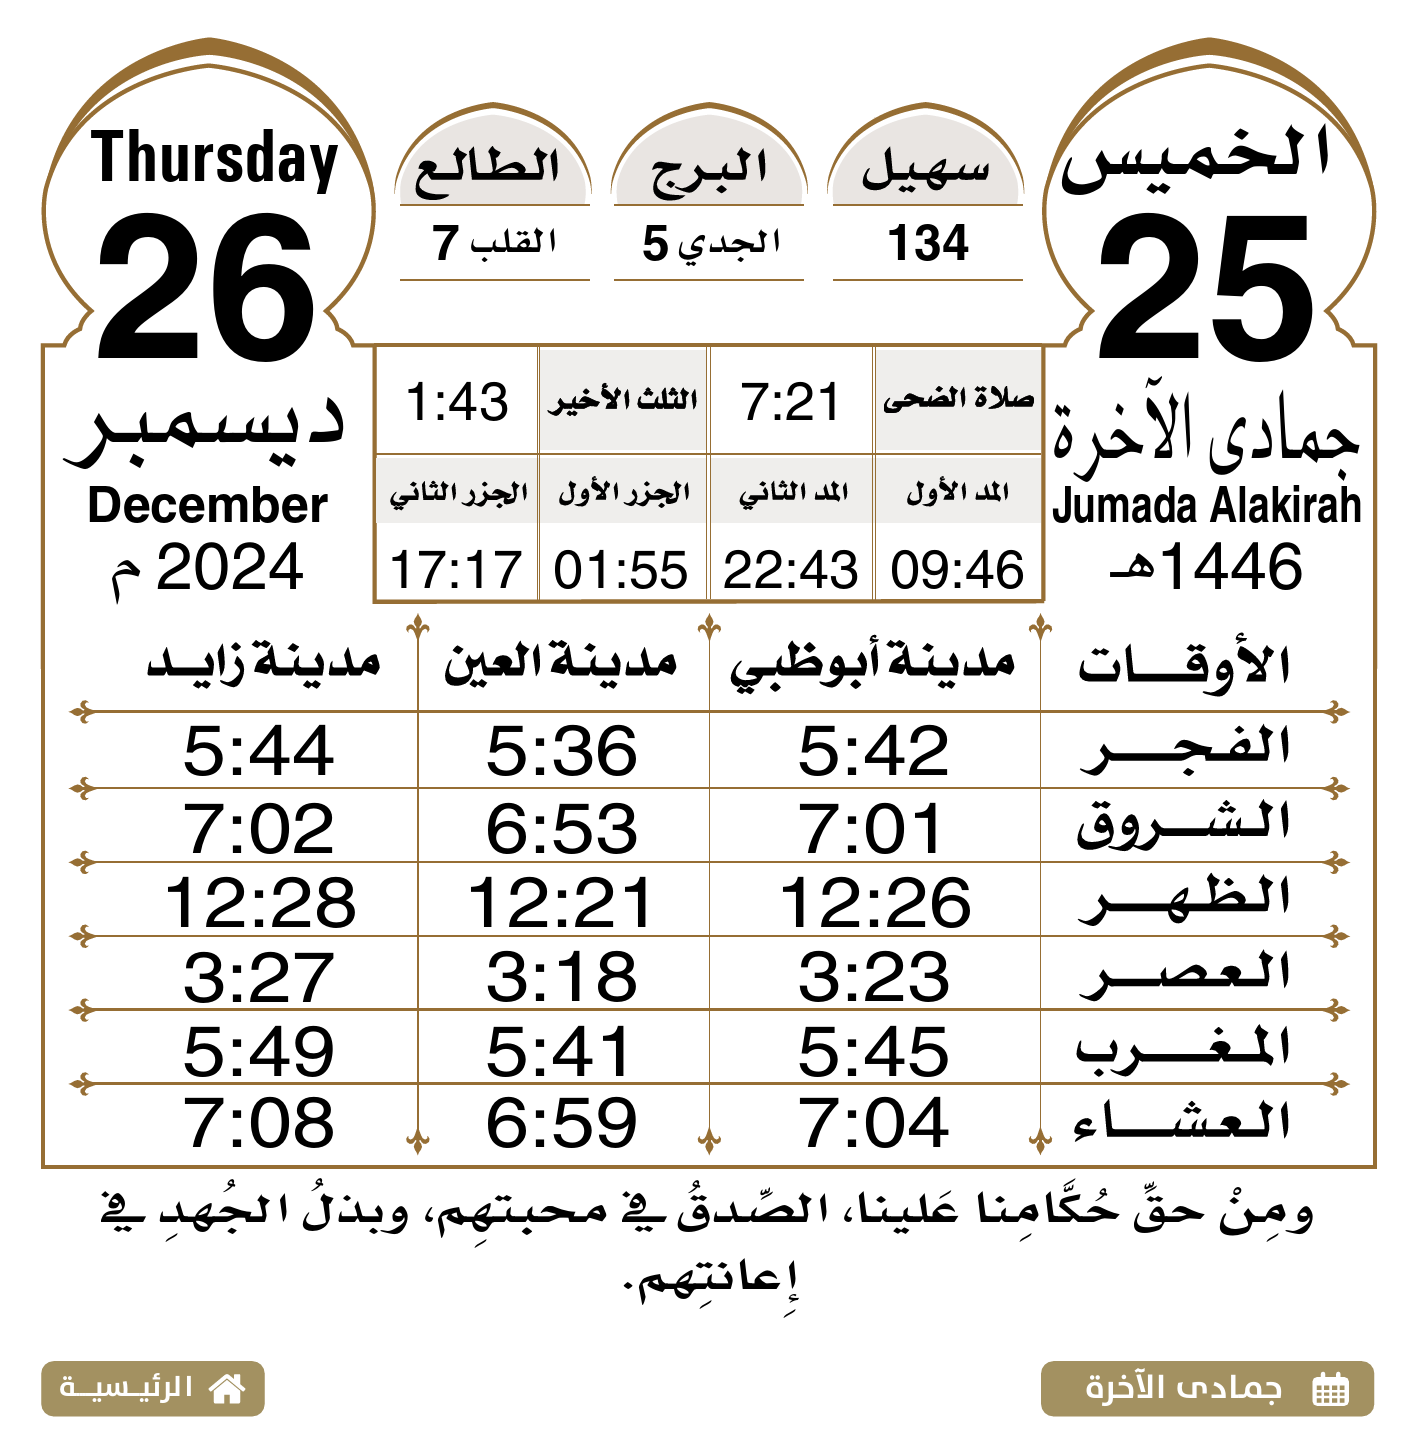 الخميس
25
جمادى الآخرة
Jumada Alakirah
1446هـ
سهيل
134
البرج
الجدي 5
الطالع
القلب 7
Thursday
26
ديسمبر
December
2024 م
صلاة الضحى 7:21 الثلث الأخير 1:43
المد الأول المد الثاني الجزر الأول الجزر الثاني
09:46 22:43 01:55 17:17
الأوقات مدينة أبوظبي مدينة العين مدينة زايد
الفجر 5:42 5:36 5:44
الشروق 7:01 6:53 7:02
الظهر 12:26 12:21 12:28
العصر 3:23 3:18 3:27
المغرب 5:45 5:41 5:49
العشاء 7:04 6:59 7:08
ومِنْ حقِّ حُكَّامِنا عَلينا، الصِّدقُ في محبتهِم، وبذلُ الجُهدِ في
إِعانتِهم.
جمادى الآخرة
الرئيسية